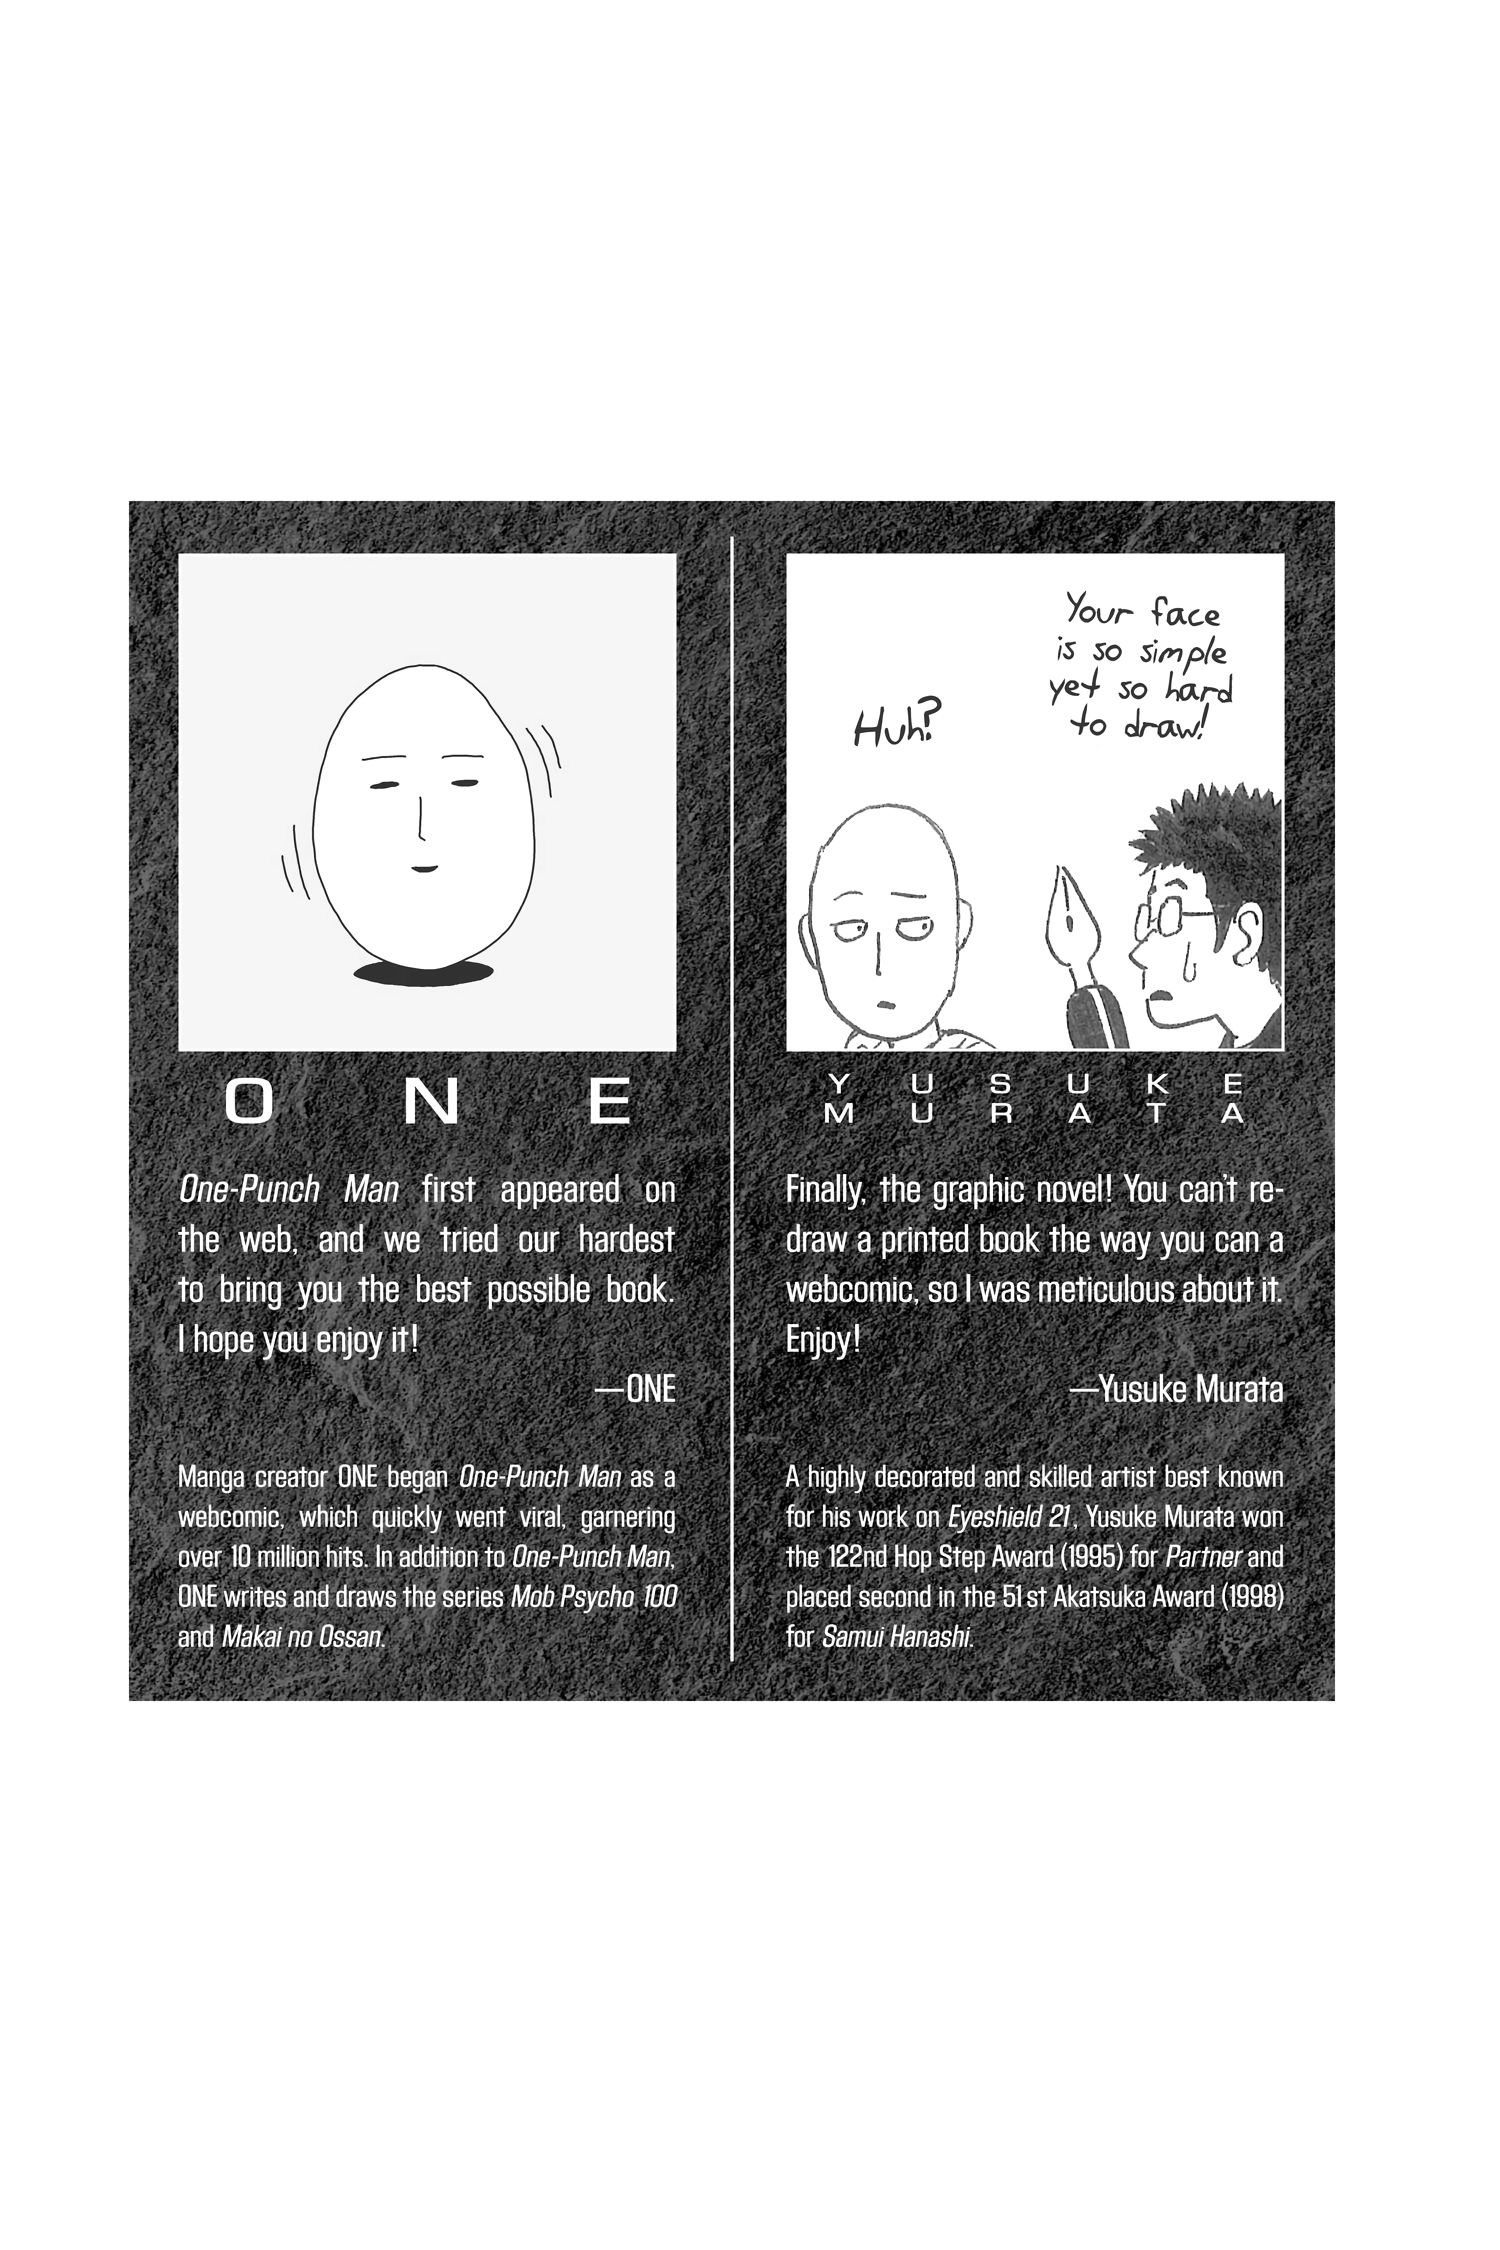 O N E
One-Punch Man first appeared on
the web, and we tried our hardest
to bring you the best possible book.
I hope you enjoy it!
—ONE
Manga creator ONE began One-Punch Man as a
webcomic, which quickly went viral, garnering
over 10 million hits. In addition to One-Punch Man,
ONE writes and draws the series Mob Psycho 100
and Makai no Ossan.
Huh?
Your face
is so simple
yet so hard
to draw!
Y U S U K E
M U R A T A
Finally, the graphic novel! You can't re-
draw a printed book the way you can a
webcomic, so I was meticulous about it.
Enjoy!
—Yusuke Murata
A highly decorated and skilled artist best known
for his work on Eyeshield 21, Yusuke Murata won
the 122nd Hop Step Award (1995) for Partner and
placed second in the 51st Akatsuka Award (1998)
for Samui Hanashi.